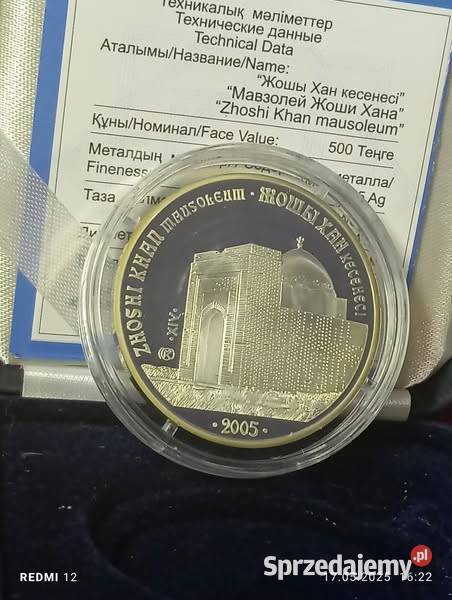 Техникалық мәліметтер
Технические данные
Technical Data
Аталымы/Название/Name:
“Жошы Хан кесенесі”
“Мавзолей Жоши Хана”
“Zhoshi Khan mausoleum”
Құны/Номинал/Face Value: 500 Теңге
Металдың
металла/
Fineness
Ag
Таза
ZHOSHI KHAN MAUSOLEUM · ЖОШЫ ХАН КЕСЕНЕСІ
·XIV·
· 2005 ·
REDMI 12
17.05.2025 16:22
Sprzedajemy.pl